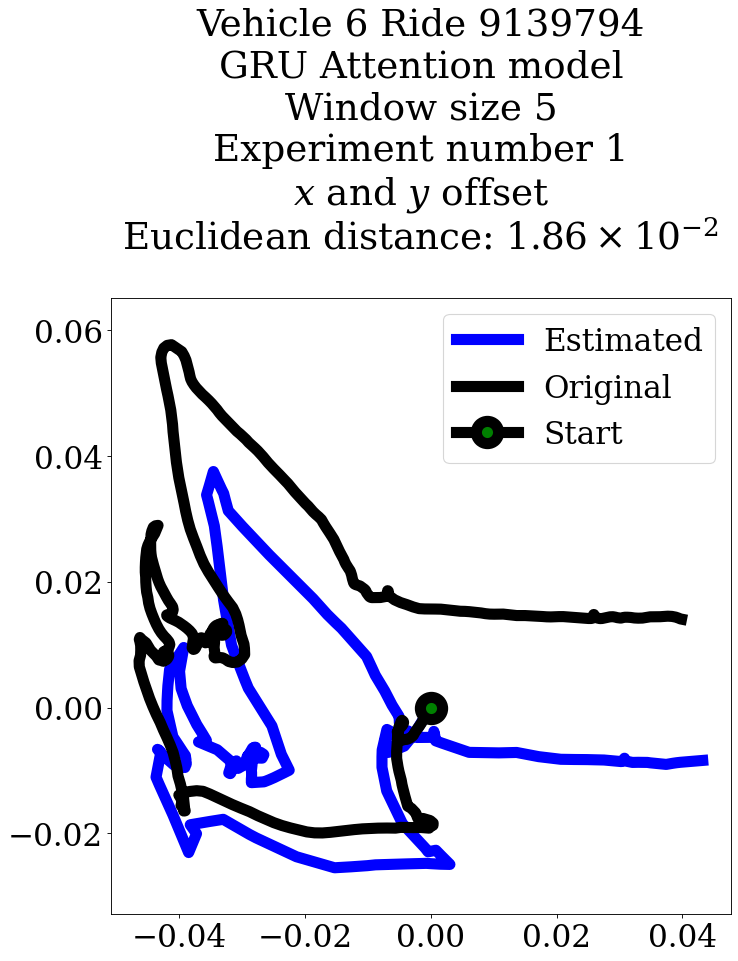 Vehicle 6 Ride 9139794
GRU Attention model
Window size 5
Experiment number 1
x and y offset
Euclidean distance: 1.86 × 10⁻²
Estimated
Original
Start
0.06
0.04
0.02
0.00
−0.02
−0.04 −0.02 0.00 0.02 0.04